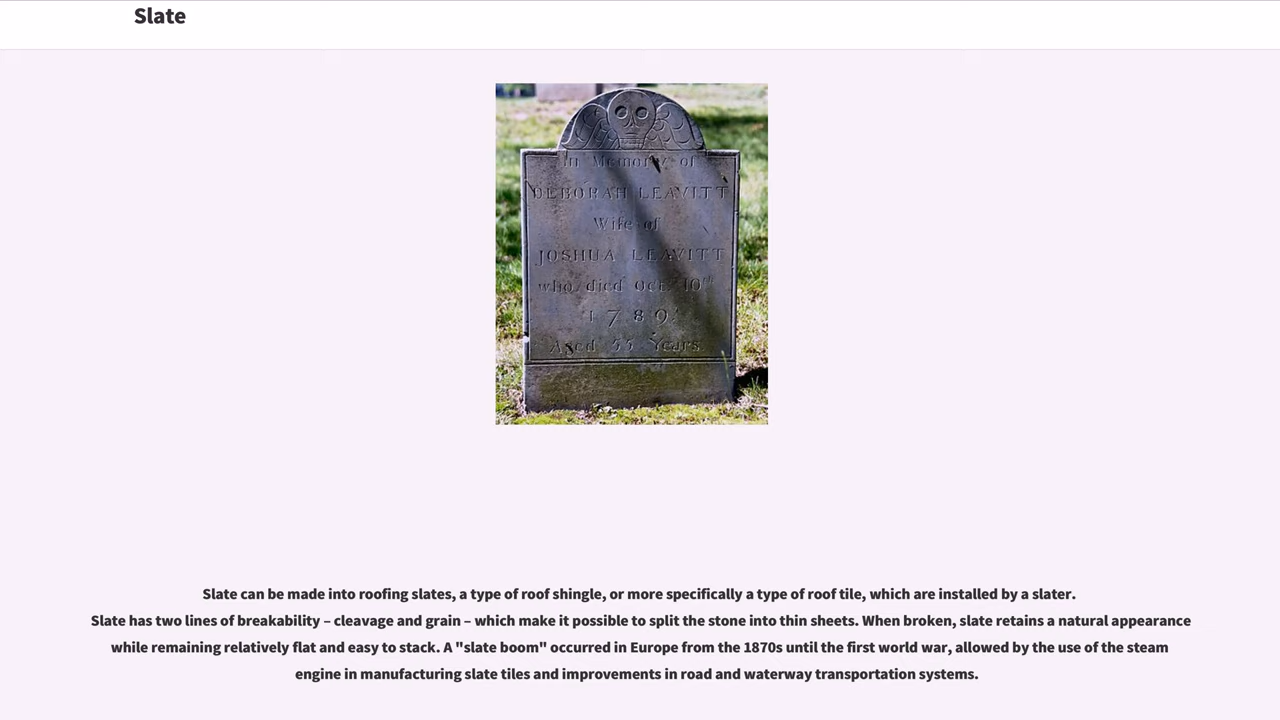 Slate
In Memory of
DEBORAH LEAVITT
Wife of
JOSHUA LEAVITT
who died Oct. 10th
1789.
Aged 55 Years.
Slate can be made into roofing slates, a type of roof shingle, or more specifically a type of roof tile, which are installed by a slater.
Slate has two lines of breakability – cleavage and grain – which make it possible to split the stone into thin sheets. When broken, slate retains a natural appearance
while remaining relatively flat and easy to stack. A "slate boom" occurred in Europe from the 1870s until the first world war, allowed by the use of the steam
engine in manufacturing slate tiles and improvements in road and waterway transportation systems.